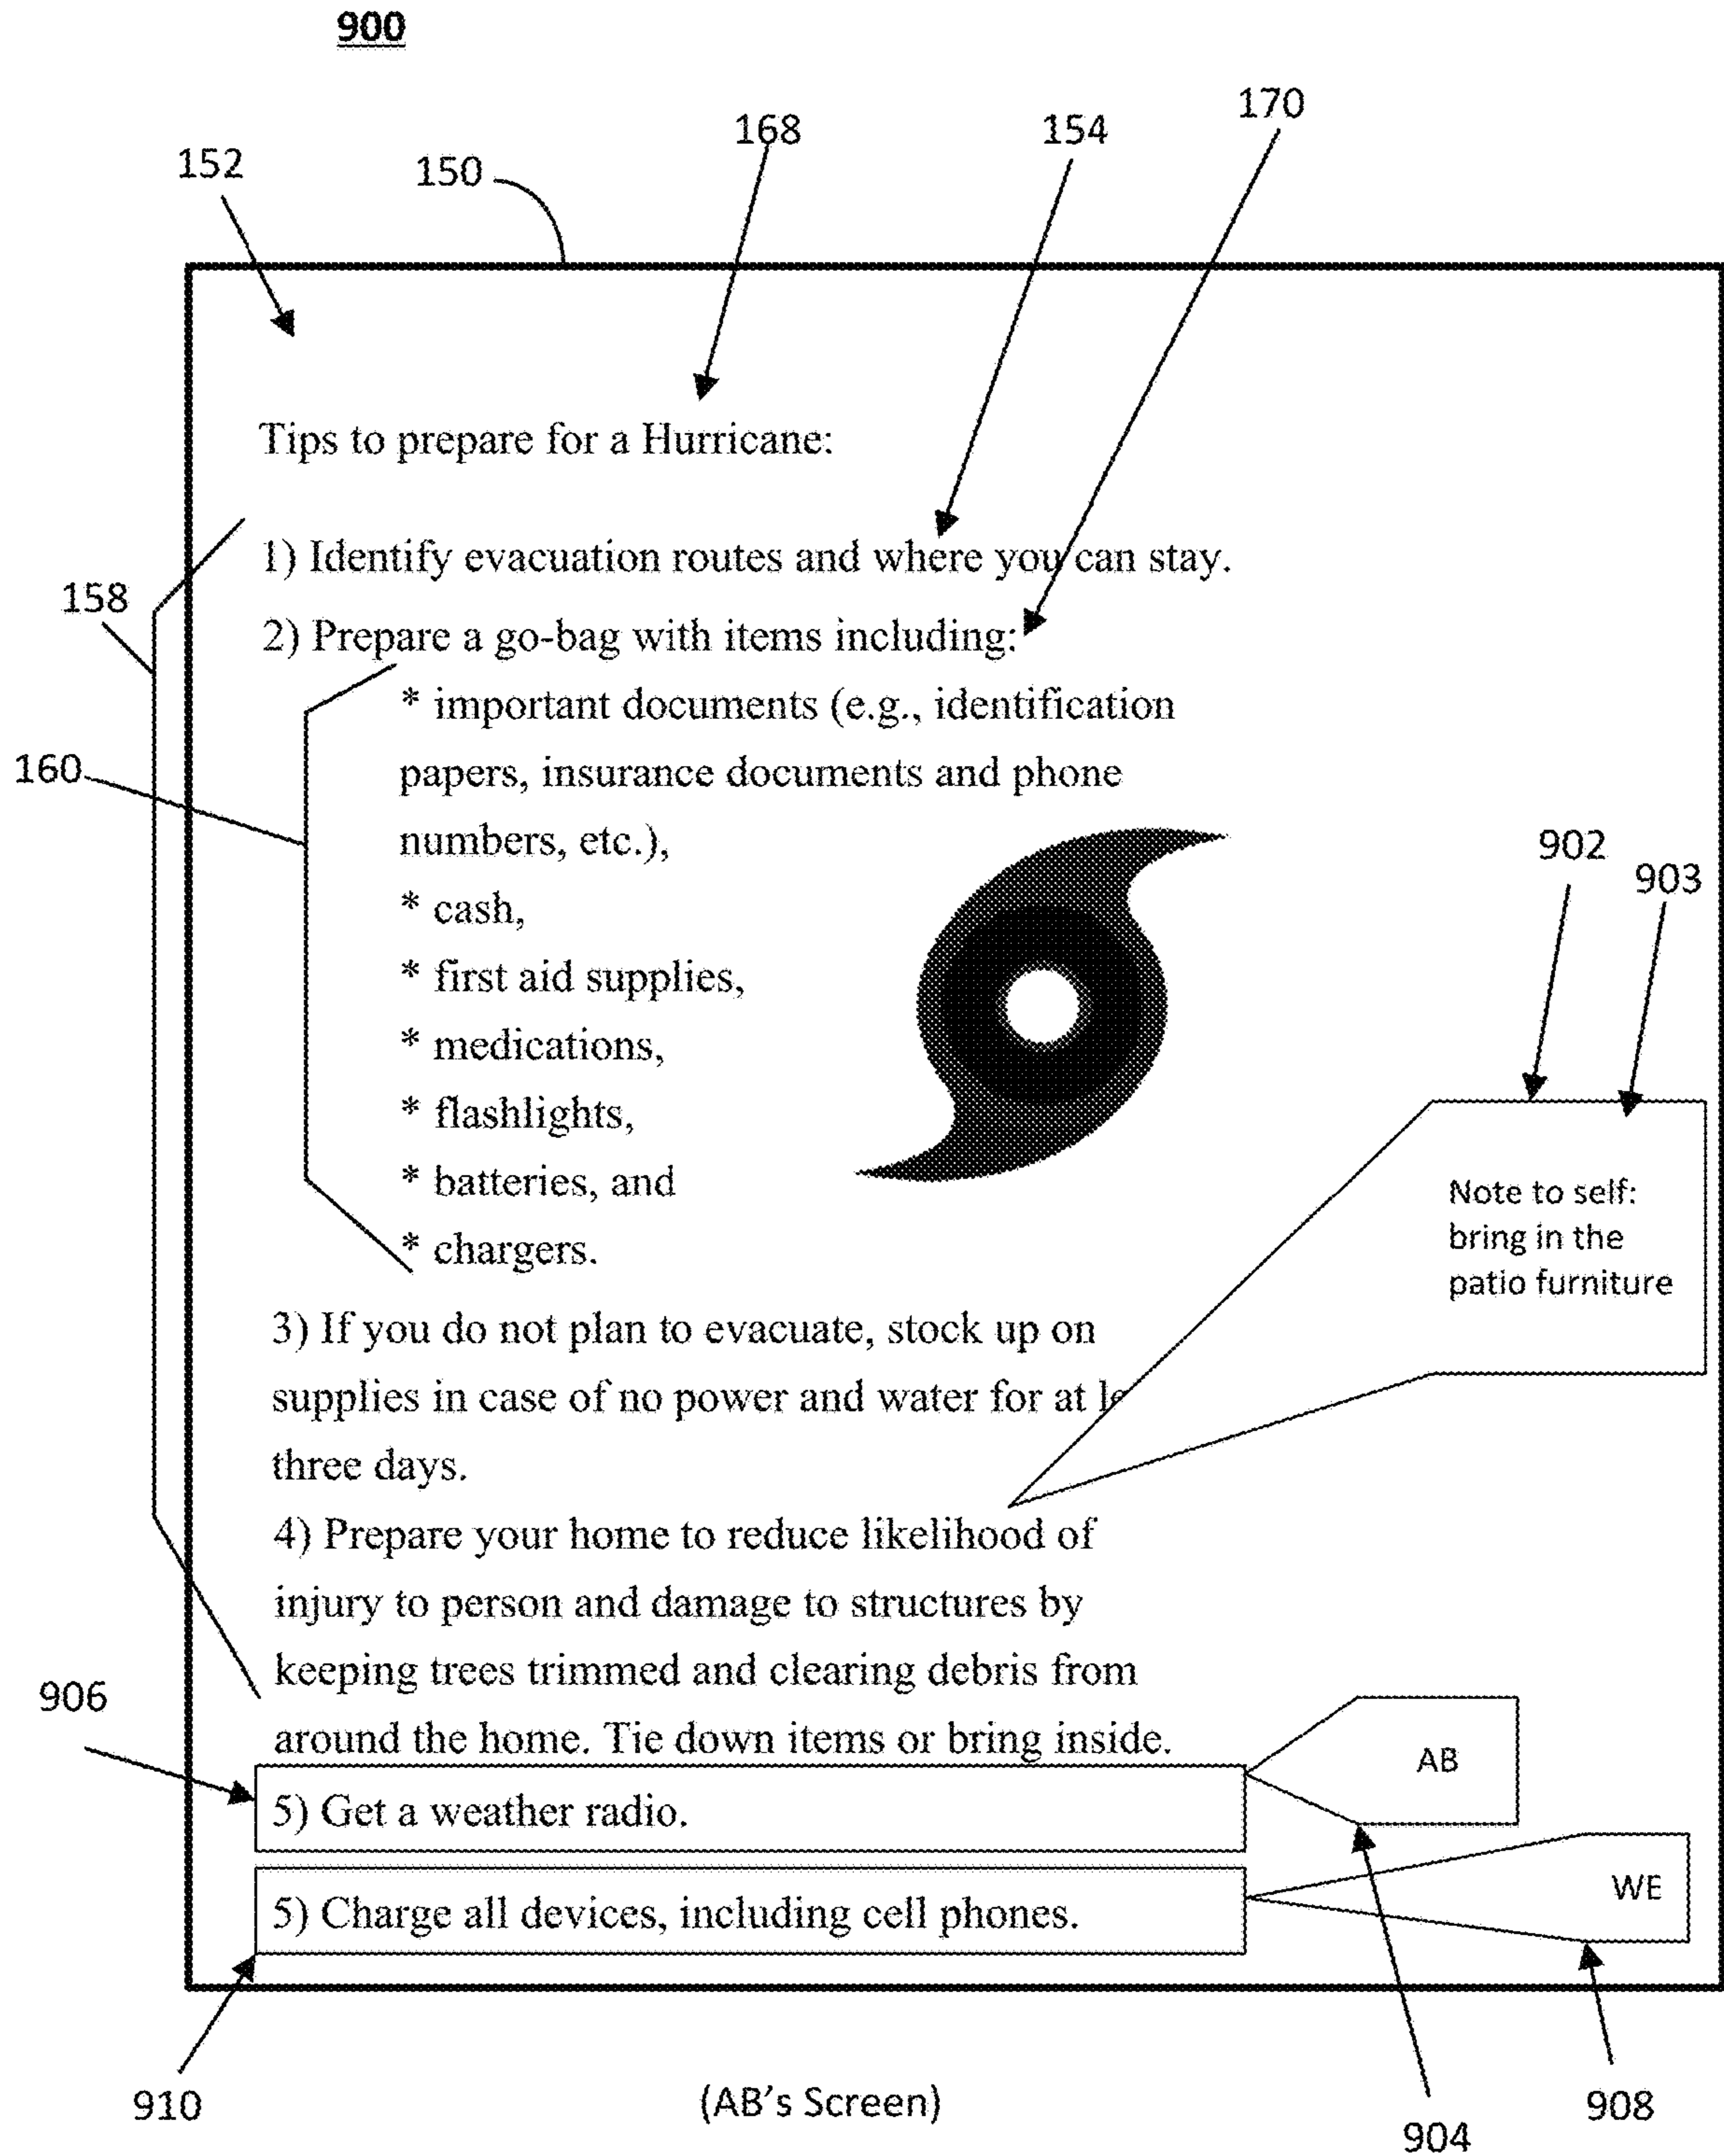 900
168
154
170
152
150
Tips to prepare for a Hurricane:
1) Identify evacuation routes and where you can stay.
158
2) Prepare a go-bag with items including:
* important documents (e.g., identification
160
papers, insurance documents and phone
numbers, etc.),
902
903
* cash,
* first aid supplies,
* medications,
* flashlights,
* batteries, and
* chargers.
Note to self:
bring in the
patio furniture
3) If you do not plan to evacuate, stock up on
supplies in case of no power and water for at le
three days.
4) Prepare your home to reduce likelihood of
injury to person and damage to structures by
keeping trees trimmed and clearing debris from
906
around the home. Tie down items or bring inside.
AB
5) Get a weather radio.
WE
5) Charge all devices, including cell phones.
910
(AB's Screen)
904
908